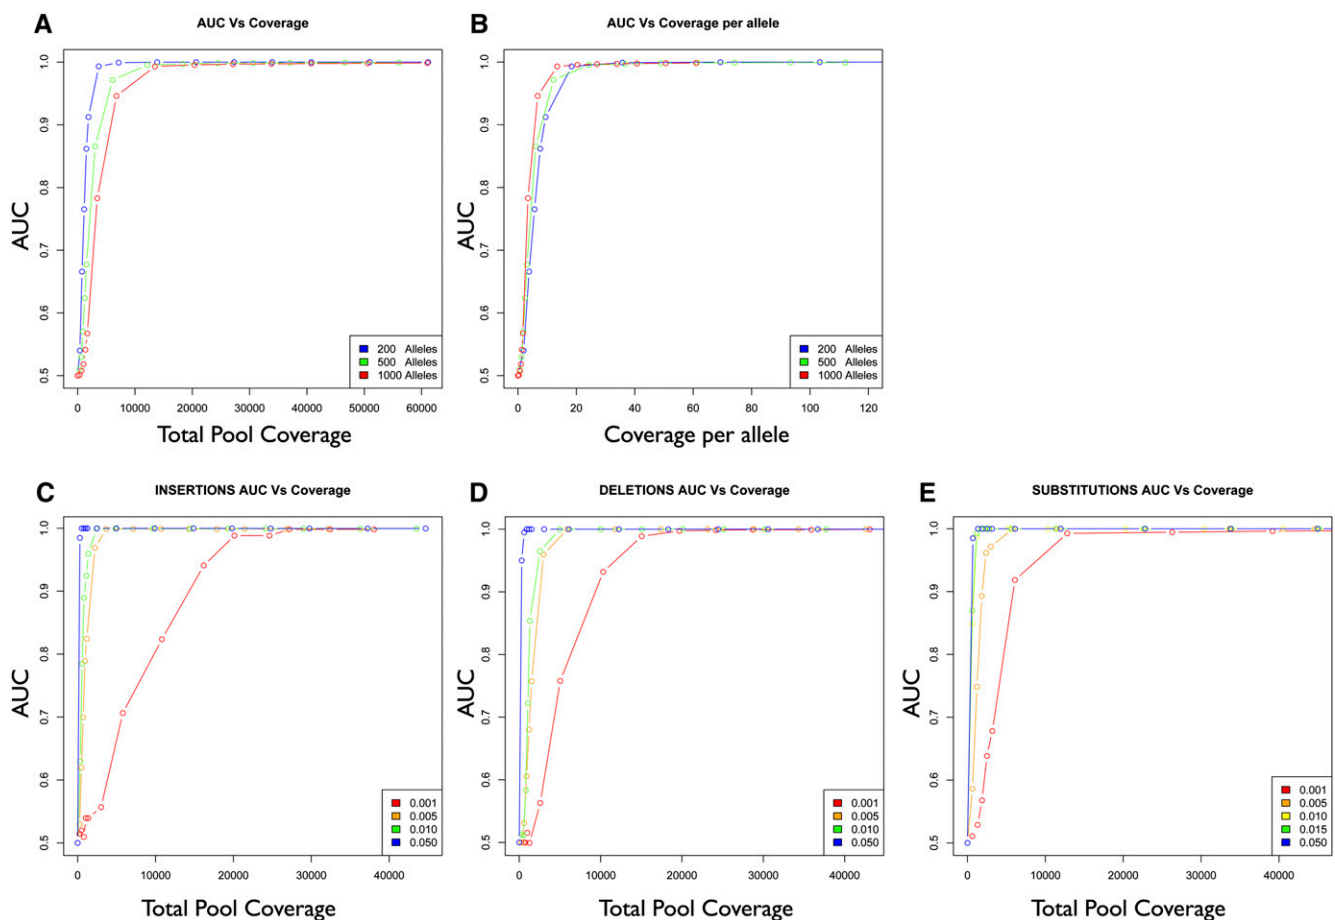 A
AUC Vs Coverage
1.0
0.9
0.8
0.7
0.6
0.5
AUC
200 Alleles
500 Alleles
1000 Alleles
0 10000 20000 30000 40000 50000 60000
Total Pool Coverage
B
AUC Vs Coverage per allele
1.0
0.9
0.8
0.7
0.6
0.5
AUC
200 Alleles
500 Alleles
1000 Alleles
0 20 40 60 80 100 120
Coverage per allele
C
INSERTIONS AUC Vs Coverage
1.0
0.9
0.8
0.7
0.6
0.5
AUC
0.001
0.005
0.010
0.050
0 10000 20000 30000 40000
Total Pool Coverage
D
DELETIONS AUC Vs Coverage
1.0
0.9
0.8
0.7
0.6
0.5
AUC
0.001
0.005
0.010
0.050
0 10000 20000 30000 40000
Total Pool Coverage
E
SUBSTITUTIONS AUC Vs Coverage
1.0
0.9
0.8
0.7
0.6
0.5
AUC
0.001
0.005
0.010
0.015
0.050
0 10000 20000 30000 40000
Total Pool Coverage